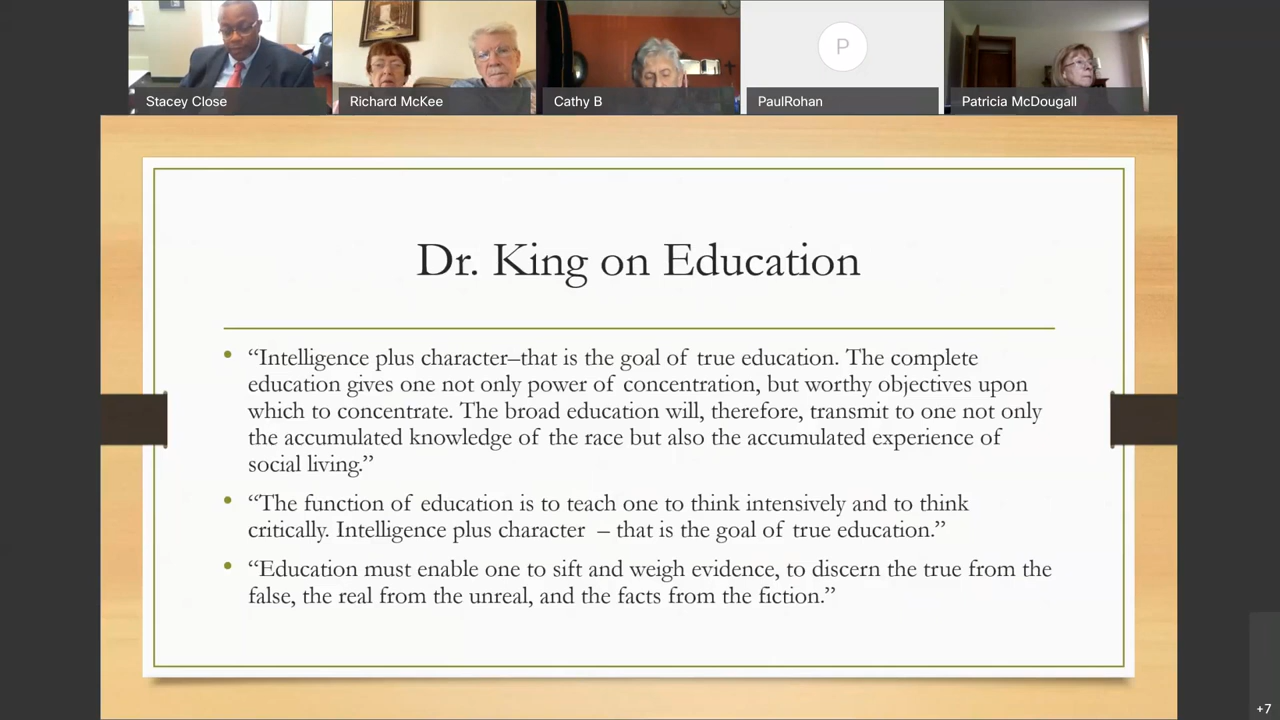 Stacey Close
Richard McKee
Cathy B
P
PaulRohan
Patricia McDougall
Dr. King on Education
• “Intelligence plus character–that is the goal of true education. The complete
education gives one not only power of concentration, but worthy objectives upon
which to concentrate. The broad education will, therefore, transmit to one not only
the accumulated knowledge of the race but also the accumulated experience of
social living.”
• “The function of education is to teach one to think intensively and to think
critically. Intelligence plus character – that is the goal of true education.”
• “Education must enable one to sift and weigh evidence, to discern the true from the
false, the real from the unreal, and the facts from the fiction.”
+7